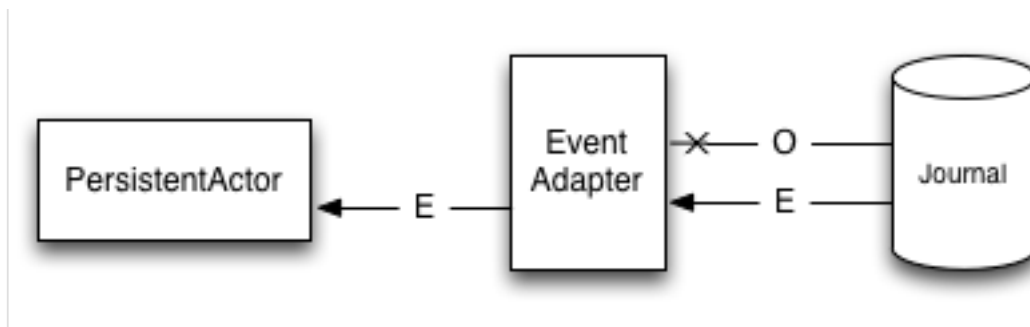 PersistentActor
E
Event
Adapter
O
E
Journal